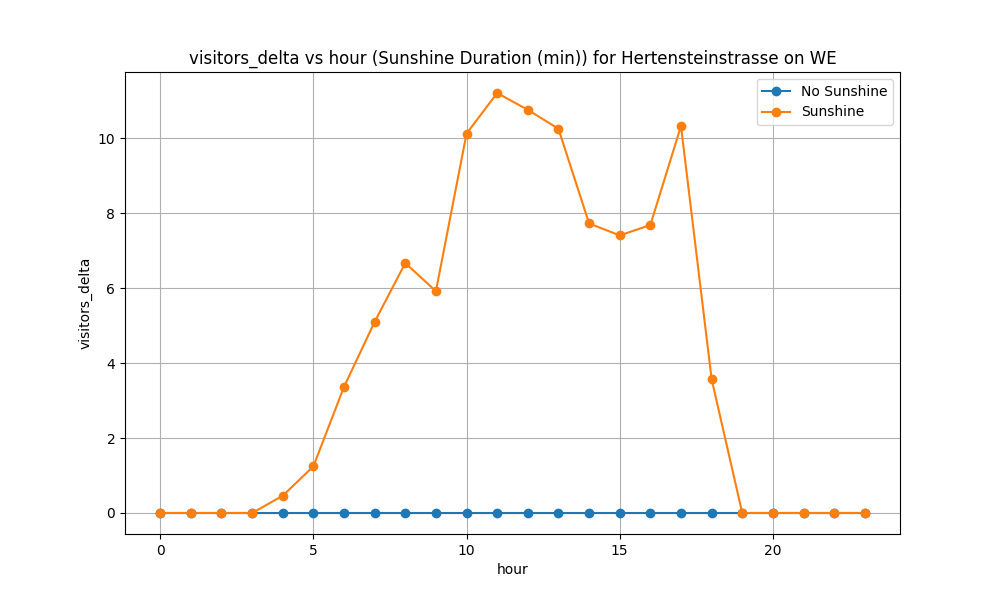 visitors_delta vs hour (Sunshine Duration (min)) for Hertensteinstrasse on WE
No Sunshine
Sunshine
visitors_delta
10
8
6
4
2
0
0 5 10 15 20
hour